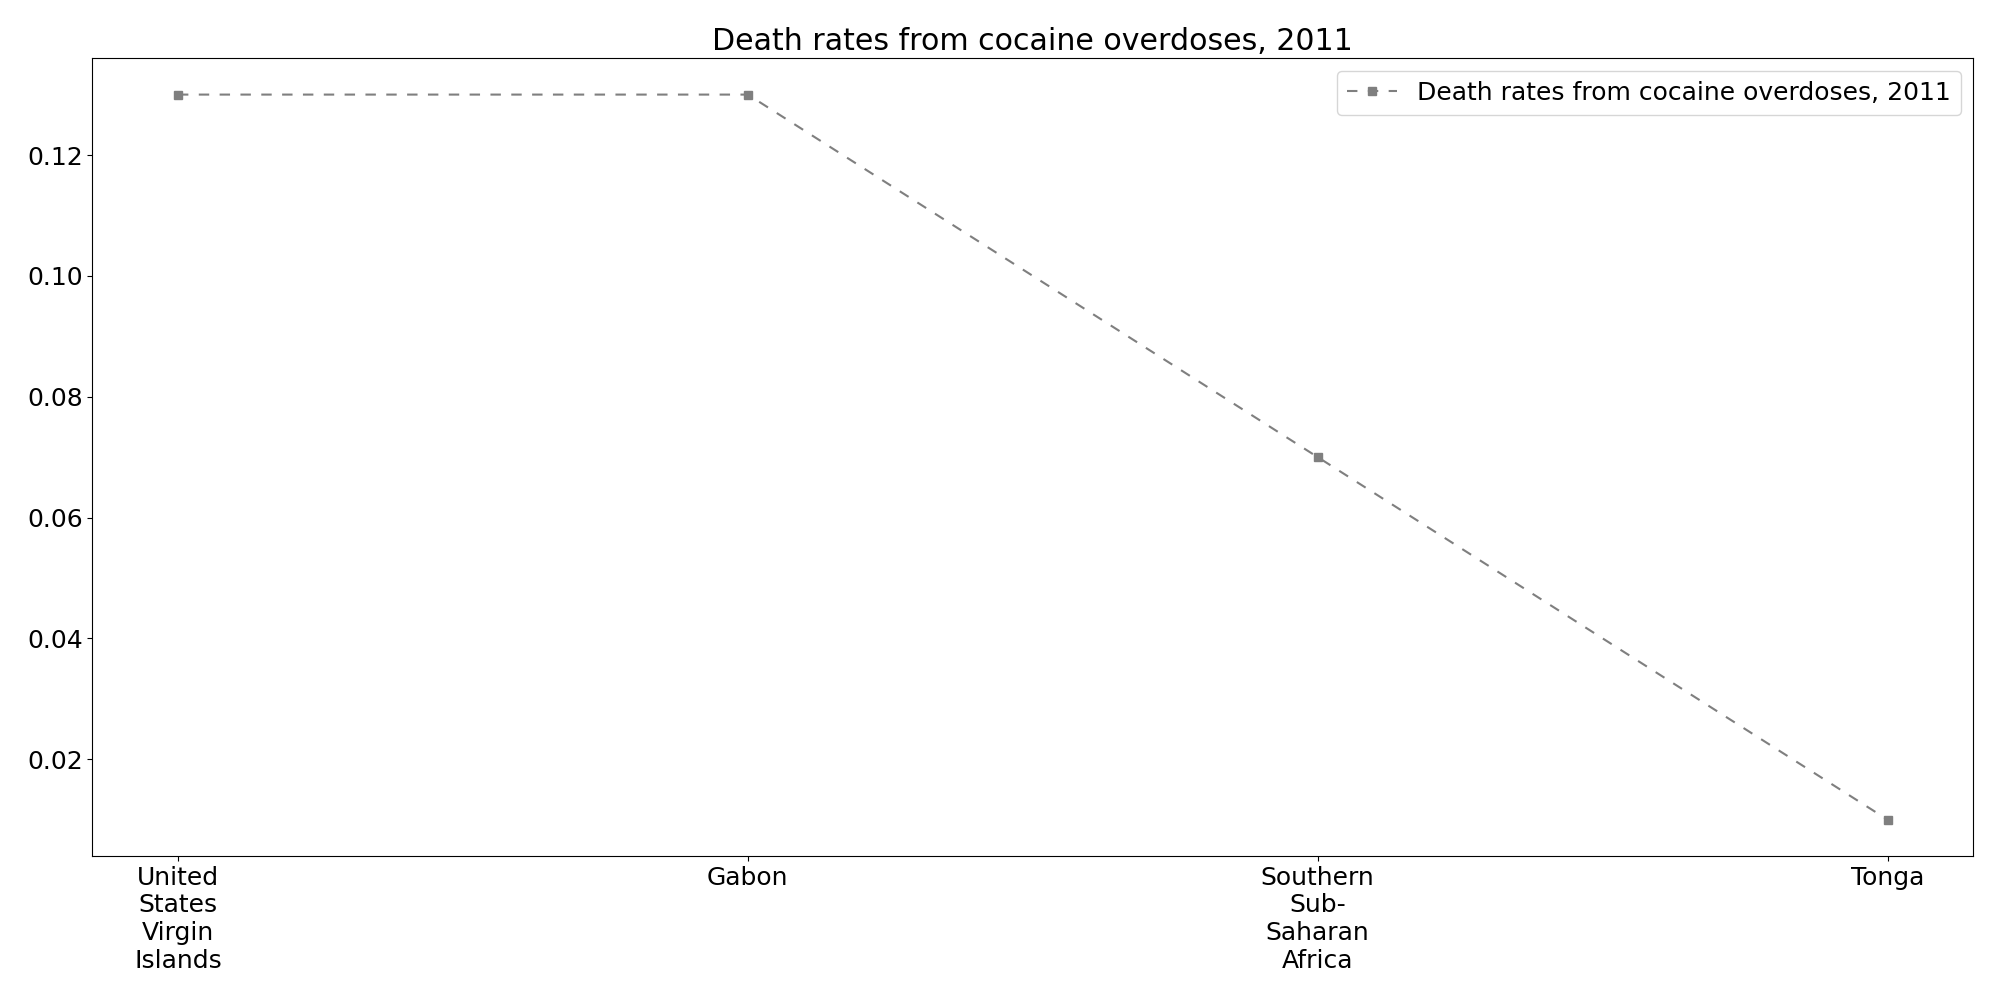 Death rates from cocaine overdoses, 2011
Death rates from cocaine overdoses, 2011
0.12
0.10
0.08
0.06
0.04
0.02
United
States
Virgin
Islands
Gabon
Southern
Sub-
Saharan
Africa
Tonga